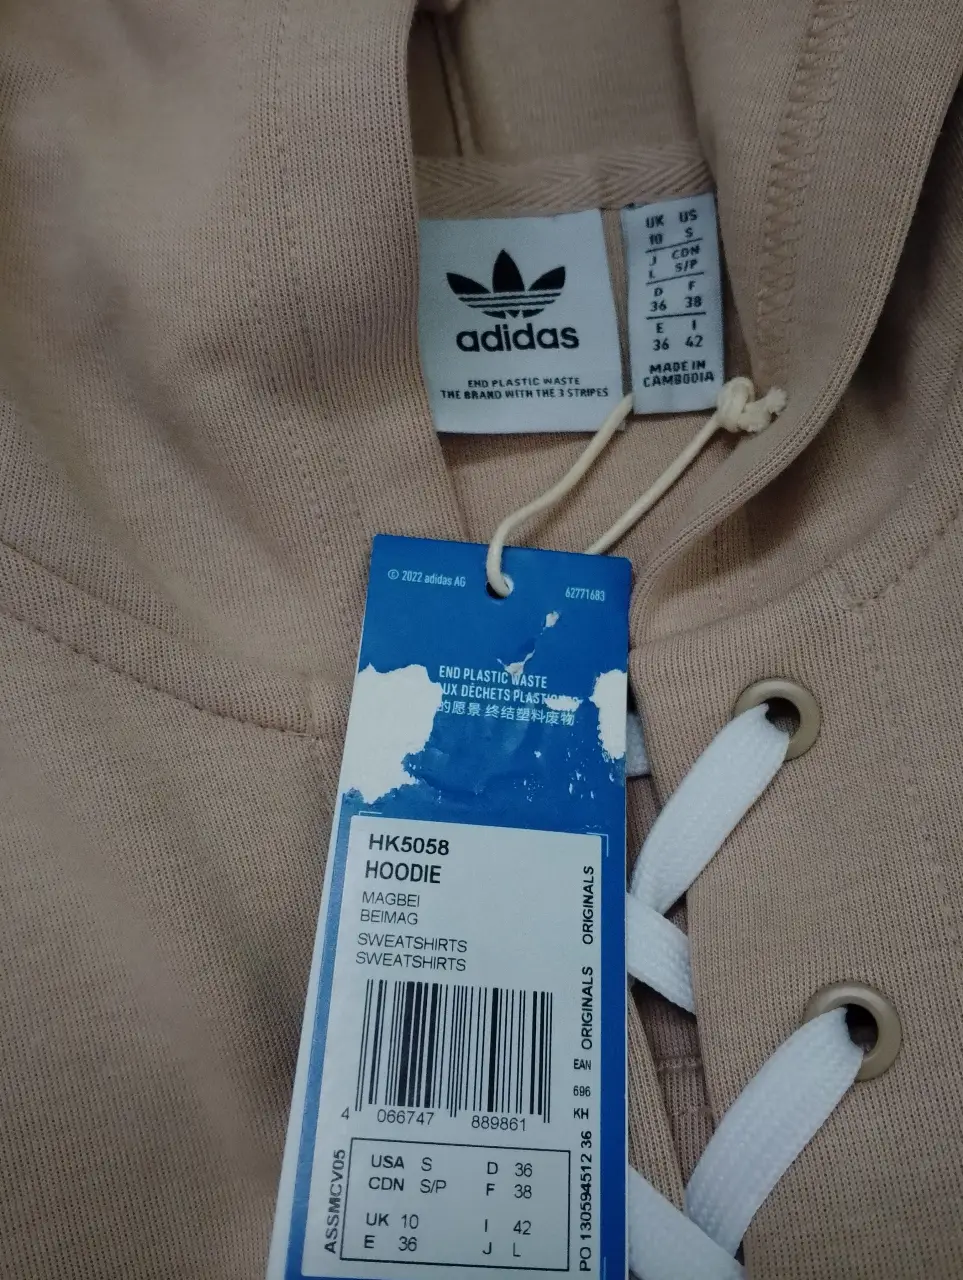 UK US
10 S
J CDN
L S/P
D F
36 38
E I
36 42
MADE IN
CAMBODIA
adidas
END PLASTIC WASTE
THE BRAND WITH THE 3 STRIPES
© 2022 adidas AG
62771683
END PLASTIC WASTE
UX DÉCHETS
的愿景 终结塑料废物
HK5058
HOODIE
MAGBEI
BEIMAG
SWEATSHIRTS
SWEATSHIRTS
ORIGINALS
ORIGINALS
EAN
696
KH
PO 130594512 36
4 066747 889861
ASSMCV05
USA S D 36
CDN S/P F 38
UK 10 I 42
E 36 J L